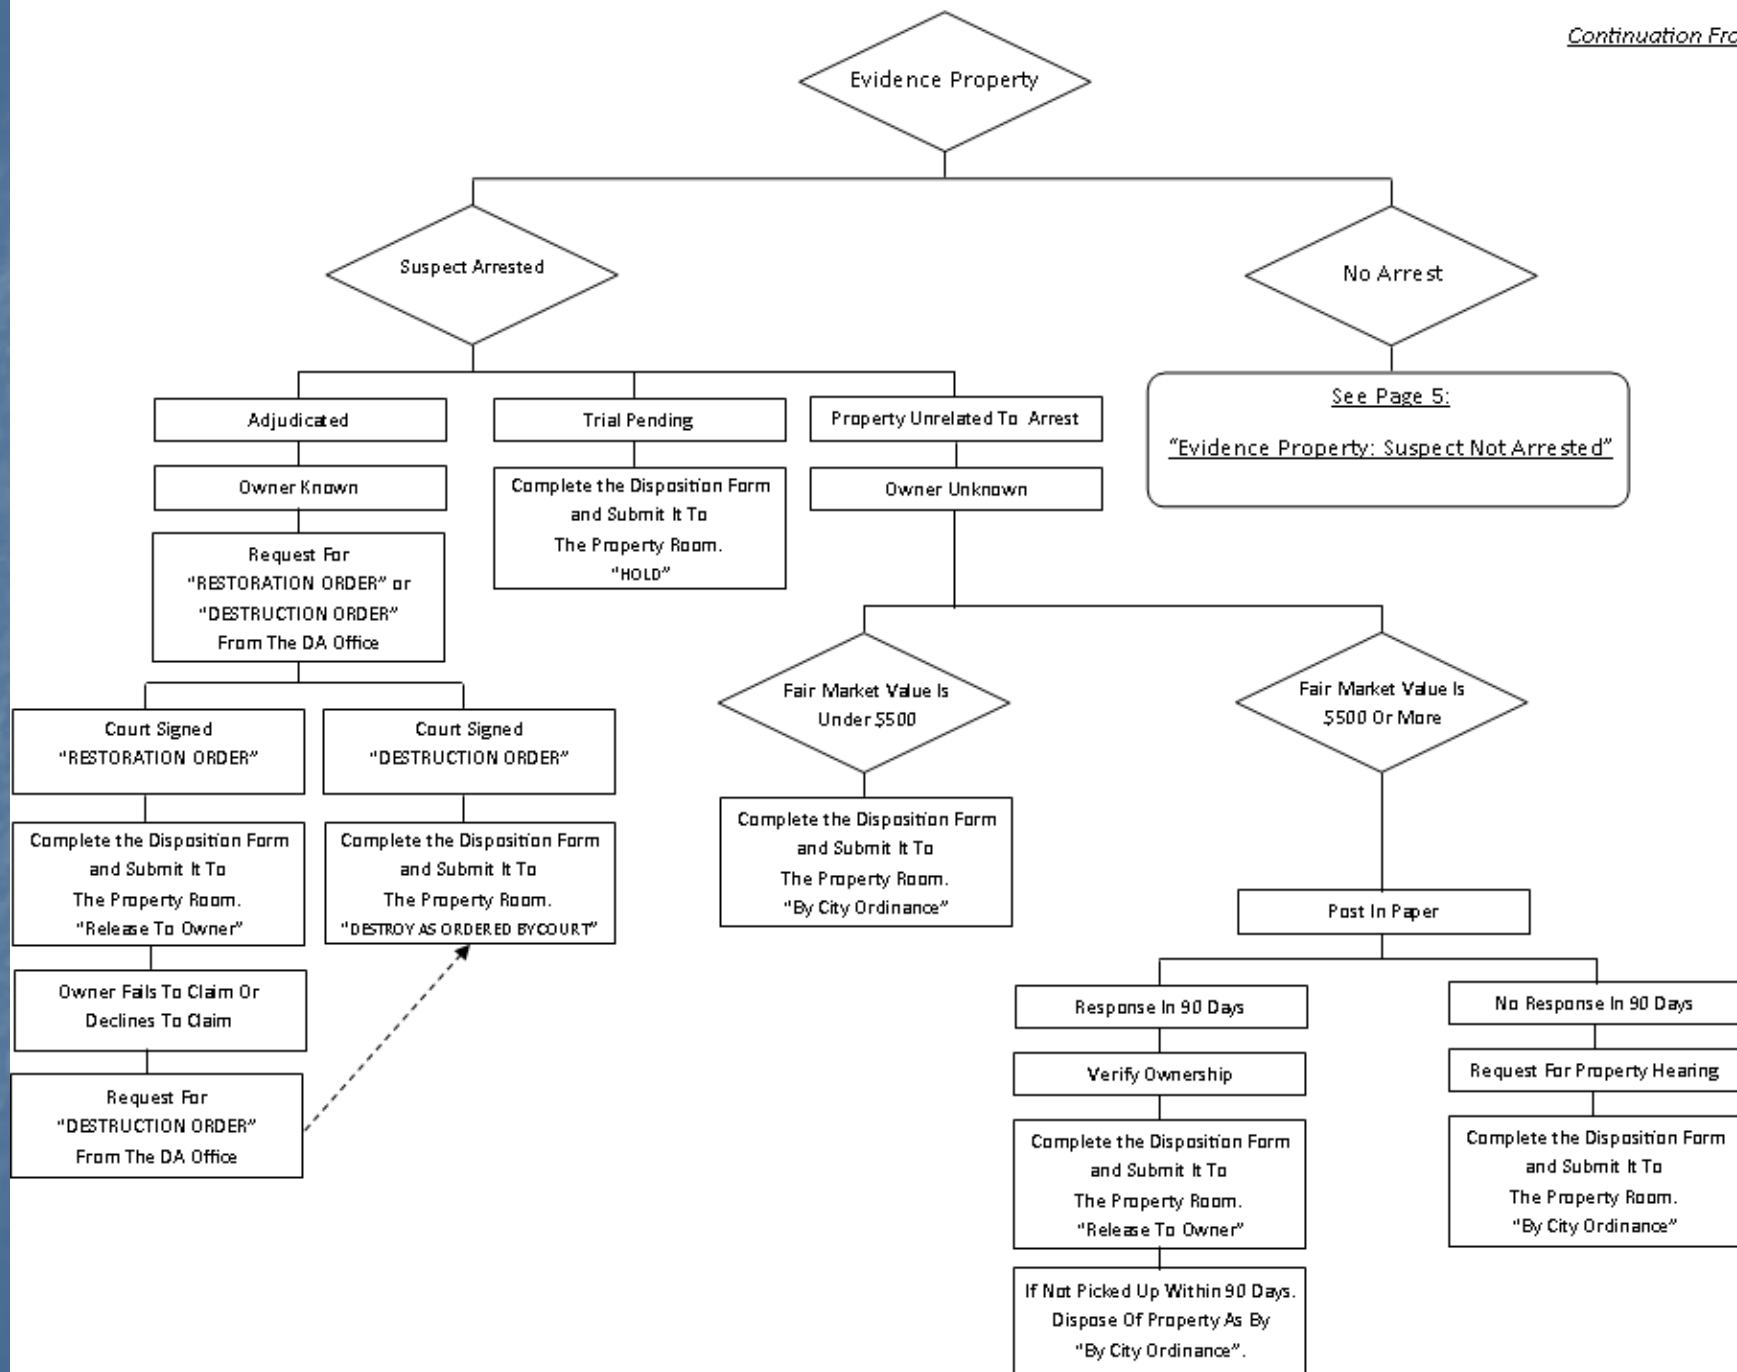 Continuation Fro
Evidence Property
Suspect Arrested
No Arrest
See Page 5:
"Evidence Property: Suspect Not Arrested"
Adjudicated
Trial Pending
Property Unrelated To Arrest
Owner Known
Complete the Disposition Form
and Submit It To
The Property Room.
"HOLD"
Owner Unknown
Request For
"RESTORATION ORDER" or
"DESTRUCTION ORDER"
From The DA Office
Court Signed
"RESTORATION ORDER"
Court Signed
"DESTRUCTION ORDER"
Fair Market Value Is
Under $500
Fair Market Value Is
$500 Or More
Complete the Disposition Form
and Submit It To
The Property Room.
"Release To Owner"
Complete the Disposition Form
and Submit It To
The Property Room.
"DESTROY AS ORDERED BY COURT"
Complete the Disposition Form
and Submit It To
The Property Room.
"By City Ordinance"
Post In Paper
Owner Fails To Claim Or
Declines To Claim
Response In 90 Days
No Response In 90 Days
Request For
"DESTRUCTION ORDER"
From The DA Office
Verify Ownership
Request For Property Hearing
Complete the Disposition Form
and Submit It To
The Property Room.
"Release To Owner"
Complete the Disposition Form
and Submit It To
The Property Room.
"By City Ordinance"
If Not Picked Up Within 90 Days.
Dispose Of Property As By
"By City Ordinance".